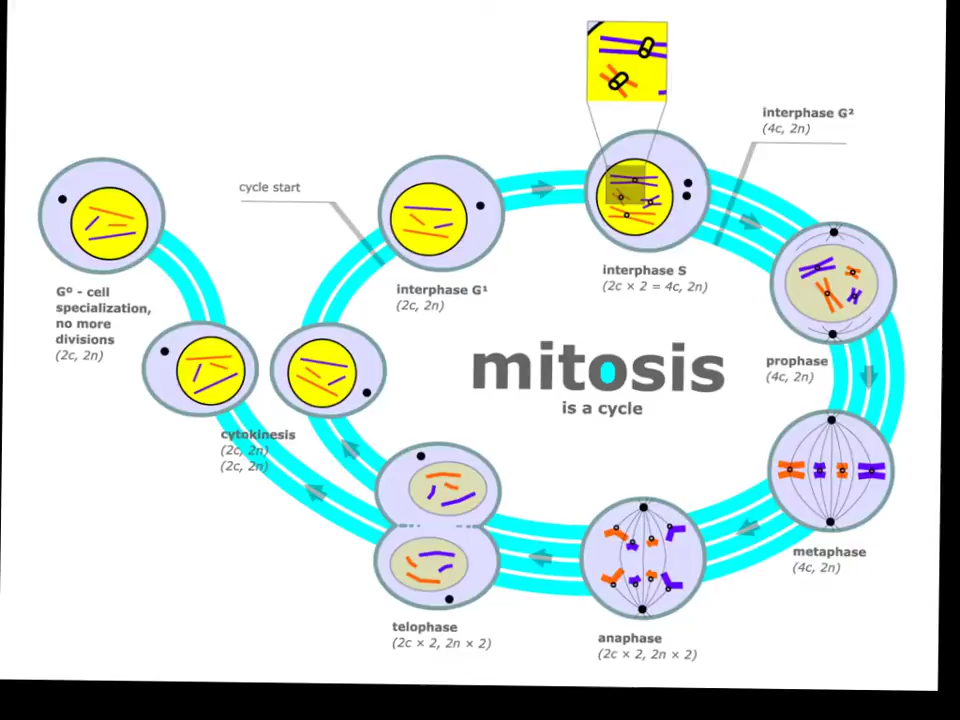 interphase G²
(4c, 2n)
cycle start
interphase S
(2c × 2 = 4c, 2n)
interphase G¹
(2c, 2n)
G⁰ - cell
specialization,
no more
divisions
(2c, 2n)
mitosis
is a cycle
prophase
(4c, 2n)
cytokinesis
(2c, 2n)
(2c, 2n)
metaphase
(4c, 2n)
telophase
(2c × 2, 2n × 2)
anaphase
(2c × 2, 2n × 2)